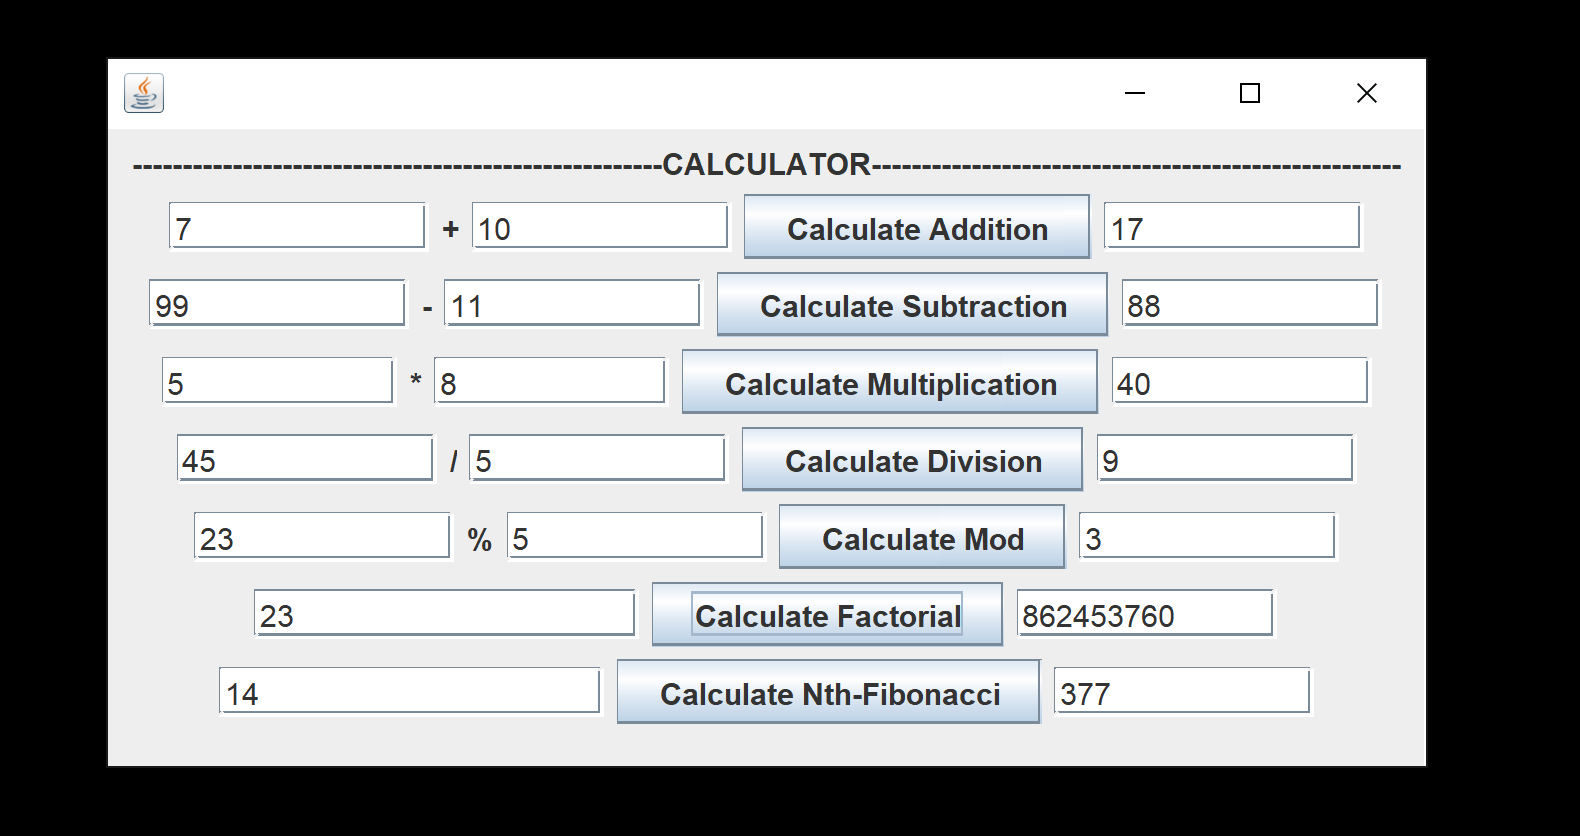 -----------------------------------------------------CALCULATOR-----------------------------------------------------
7 + 10 Calculate Addition 17
99 - 11 Calculate Subtraction 88
5 * 8 Calculate Multiplication 40
45 / 5 Calculate Division 9
23 % 5 Calculate Mod 3
23 Calculate Factorial 862453760
14 Calculate Nth-Fibonacci 377